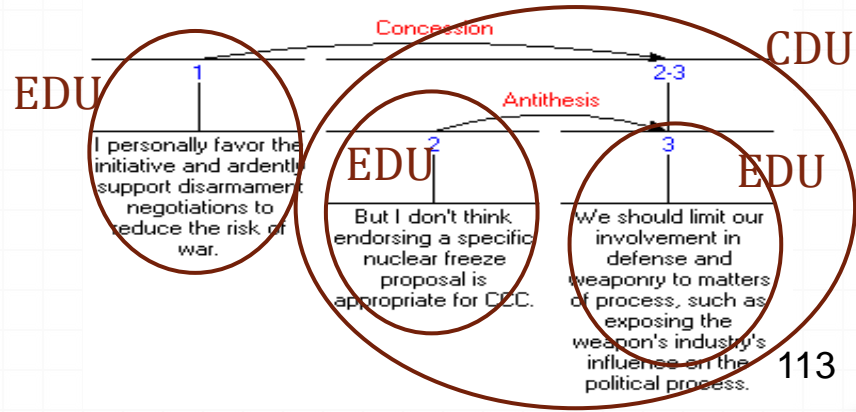 Concession
CDU
EDU
1
2-3
Antithesis
2
3
EDU
EDU
I personally favor the
initiative and ardently
support disarmament
negotiations to
reduce the risk of
war.
But I don't think
endorsing a specific
nuclear freeze
proposal is
appropriate for CCC.
We should limit our
involvement in
defense and
weaponry to matters
of process, such as
exposing the
weapon's industry's
influence on the
political process.
113